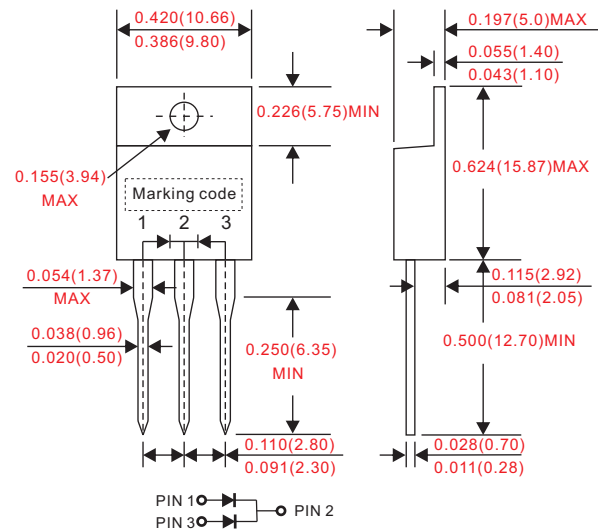 0.420(10.66)
0.386(9.80)
0.197(5.0)MAX
0.055(1.40)
0.043(1.10)
0.226(5.75)MIN
0.155(3.94)
MAX
0.624(15.87)MAX
Marking code
1 2 3
0.054(1.37)
MAX
0.115(2.92)
0.081(2.05)
0.038(0.96)
0.020(0.50)
0.250(6.35)
MIN
0.500(12.70)MIN
0.110(2.80)
0.091(2.30)
0.028(0.70)
0.011(0.28)
PIN 1
PIN 2
PIN 3